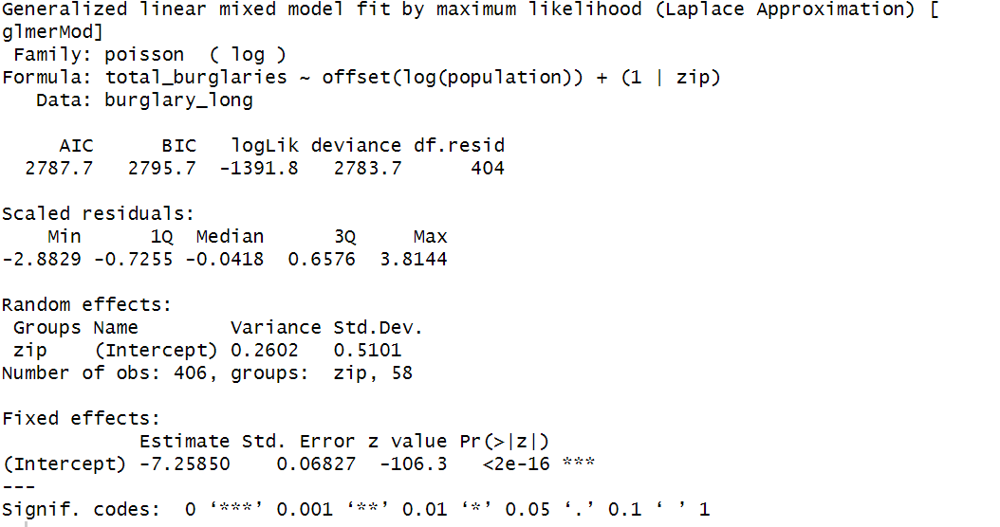 Generalized linear mixed model fit by maximum likelihood (Laplace Approximation) [
glmerMod]
 Family: poisson  ( log )
Formula: total_burglaries ~ offset(log(population)) + (1 | zip)
   Data: burglary_long

     AIC      BIC   logLik deviance df.resid
  2787.7   2795.7  -1391.8   2783.7      404

Scaled residuals:
    Min      1Q  Median      3Q     Max
-2.8829 -0.7255 -0.0418  0.6576  3.8144

Random effects:
 Groups Name        Variance Std.Dev.
 zip    (Intercept) 0.2602   0.5101
Number of obs: 406, groups:  zip, 58

Fixed effects:
            Estimate Std. Error z value Pr(>|z|)
(Intercept) -7.25850    0.06827  -106.3   <2e-16 ***
---
Signif. codes:  0 ‘***’ 0.001 ‘**’ 0.01 ‘*’ 0.05 ‘.’ 0.1 ‘ ’ 1